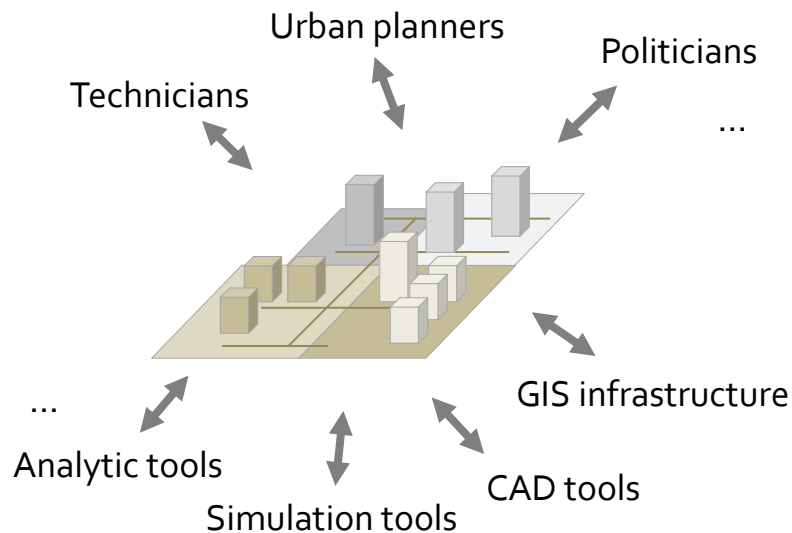 Urban planners
Politicians
Technicians
...
GIS infrastructure
...
Analytic tools
CAD tools
Simulation tools